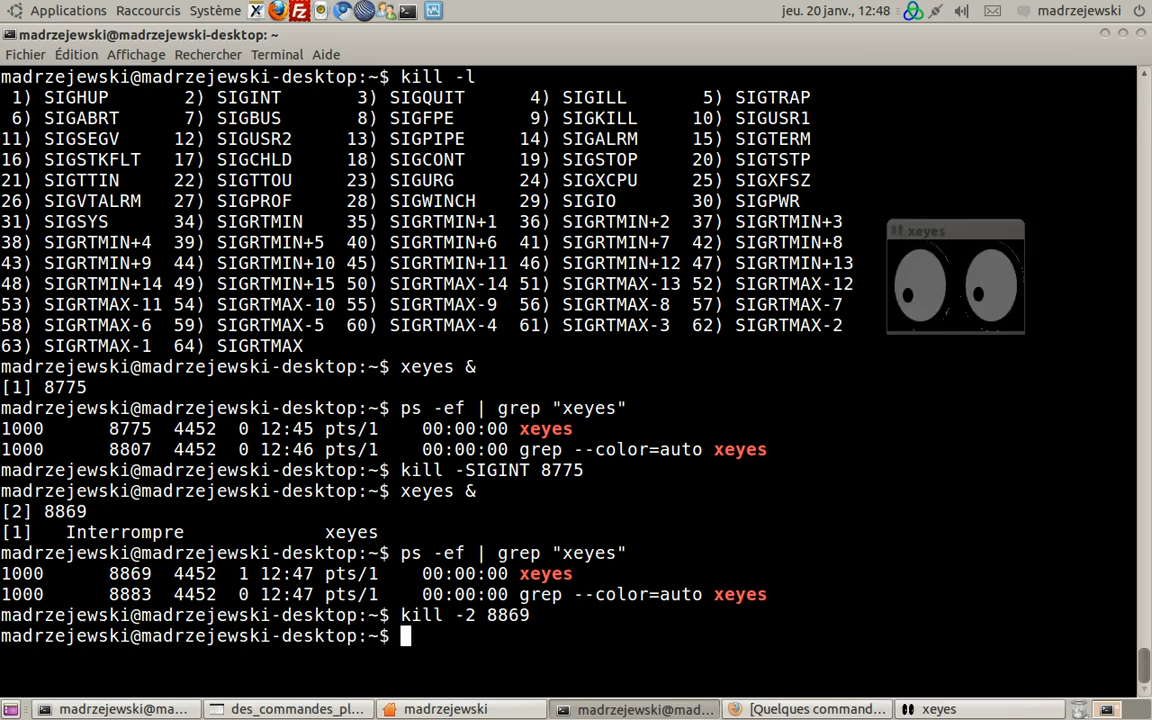 Applications Raccourcis Système jeu. 20 janv., 12:48 madrzejewski
madrzejewski@madrzejewski-desktop: ~
Fichier Édition Affichage Rechercher Terminal Aide
madrzejewski@madrzejewski-desktop:~$ kill -l
1) SIGHUP 2) SIGINT 3) SIGQUIT 4) SIGILL 5) SIGTRAP
6) SIGABRT 7) SIGBUS 8) SIGFPE 9) SIGKILL 10) SIGUSR1
11) SIGSEGV 12) SIGUSR2 13) SIGPIPE 14) SIGALRM 15) SIGTERM
16) SIGSTKFLT 17) SIGCHLD 18) SIGCONT 19) SIGSTOP 20) SIGTSTP
21) SIGTTIN 22) SIGTTOU 23) SIGURG 24) SIGXCPU 25) SIGXFSZ
26) SIGVTALRM 27) SIGPROF 28) SIGWINCH 29) SIGIO 30) SIGPWR
31) SIGSYS 34) SIGRTMIN 35) SIGRTMIN+1 36) SIGRTMIN+2 37) SIGRTMIN+3
38) SIGRTMIN+4 39) SIGRTMIN+5 40) SIGRTMIN+6 41) SIGRTMIN+7 42) SIGRTMIN+8
43) SIGRTMIN+9 44) SIGRTMIN+10 45) SIGRTMIN+11 46) SIGRTMIN+12 47) SIGRTMIN+13
48) SIGRTMIN+14 49) SIGRTMIN+15 50) SIGRTMAX-14 51) SIGRTMAX-13 52) SIGRTMAX-12
53) SIGRTMAX-11 54) SIGRTMAX-10 55) SIGRTMAX-9 56) SIGRTMAX-8 57) SIGRTMAX-7
58) SIGRTMAX-6 59) SIGRTMAX-5 60) SIGRTMAX-4 61) SIGRTMAX-3 62) SIGRTMAX-2
63) SIGRTMAX-1 64) SIGRTMAX
xeyes
madrzejewski@madrzejewski-desktop:~$ xeyes &
[1] 8775
madrzejewski@madrzejewski-desktop:~$ ps -ef | grep "xeyes"
1000 8775 4452 0 12:45 pts/1 00:00:00 xeyes
1000 8807 4452 0 12:46 pts/1 00:00:00 grep --color=auto xeyes
madrzejewski@madrzejewski-desktop:~$ kill -SIGINT 8775
madrzejewski@madrzejewski-desktop:~$ xeyes &
[2] 8869
[1] Interrompre xeyes
madrzejewski@madrzejewski-desktop:~$ ps -ef | grep "xeyes"
1000 8869 4452 1 12:47 pts/1 00:00:00 xeyes
1000 8883 4452 0 12:47 pts/1 00:00:00 grep --color=auto xeyes
madrzejewski@madrzejewski-desktop:~$ kill -2 8869
madrzejewski@madrzejewski-desktop:~$
madrzejewski@ma... des_commandes_pl... madrzejewski madrzejewski@mad... [Quelques command... xeyes